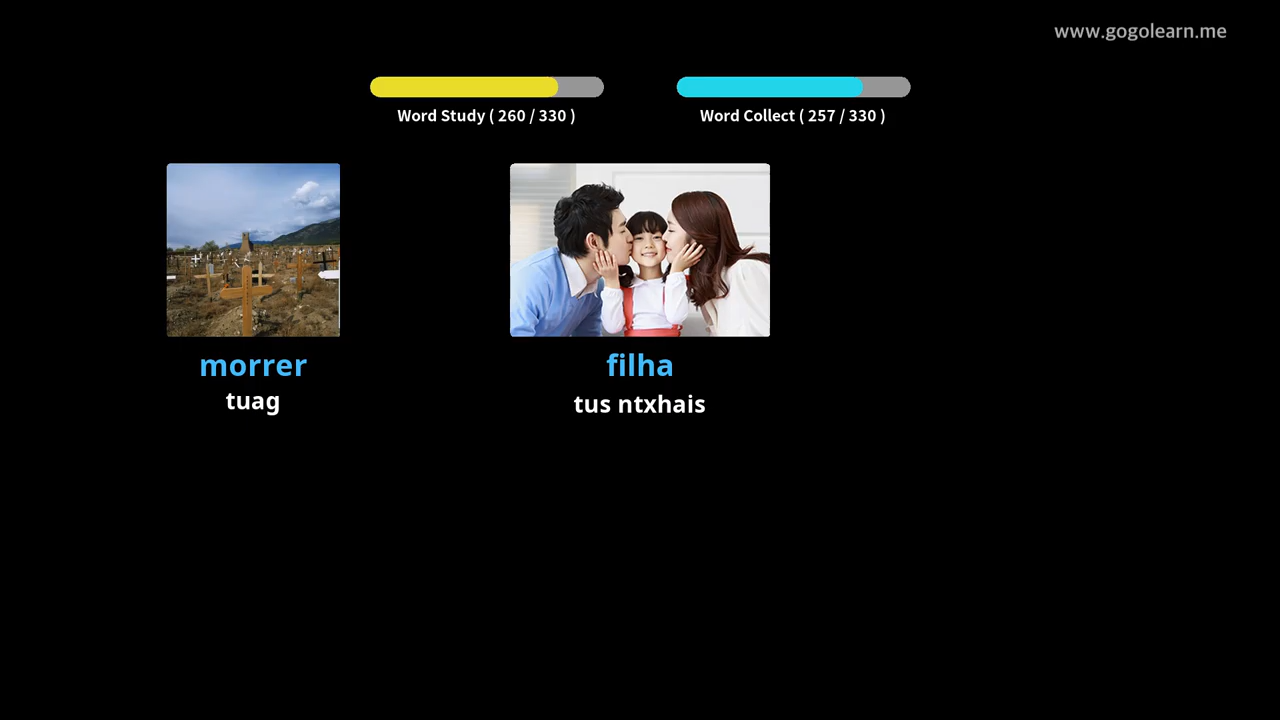 www.gogolearn.me
Word Study ( 260 / 330 )
Word Collect ( 257 / 330 )
morrer
tuag
filha
tus ntxhais